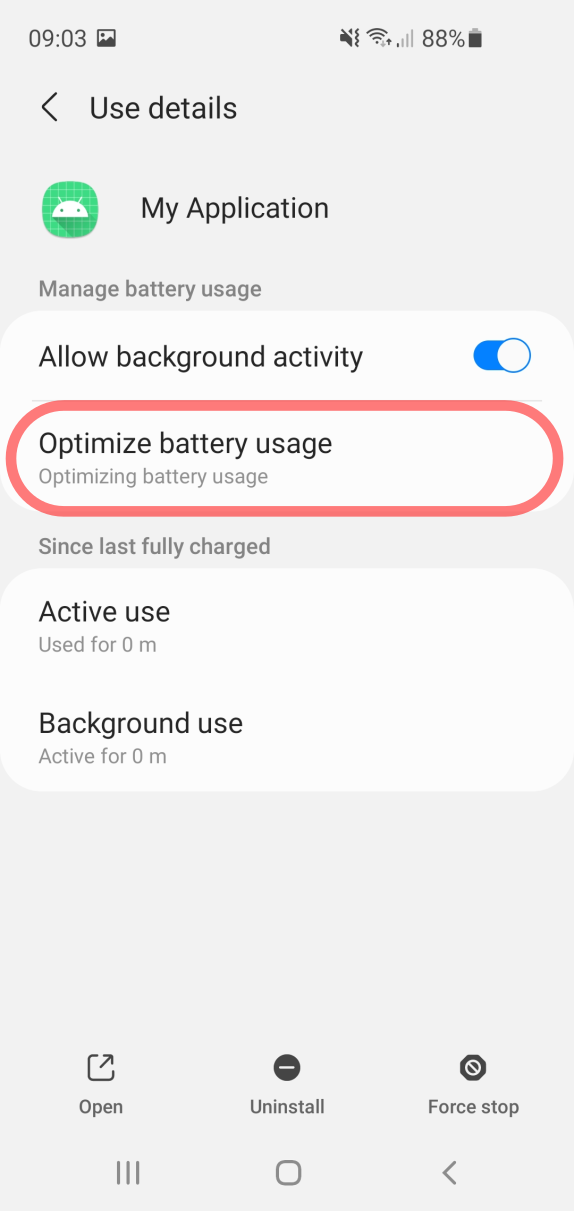 09:03 88%
Use details
My Application
Manage battery usage
Allow background activity
Optimize battery usage
Optimizing battery usage
Since last fully charged
Active use
Used for 0 m
Background use
Active for 0 m
Open Uninstall Force stop